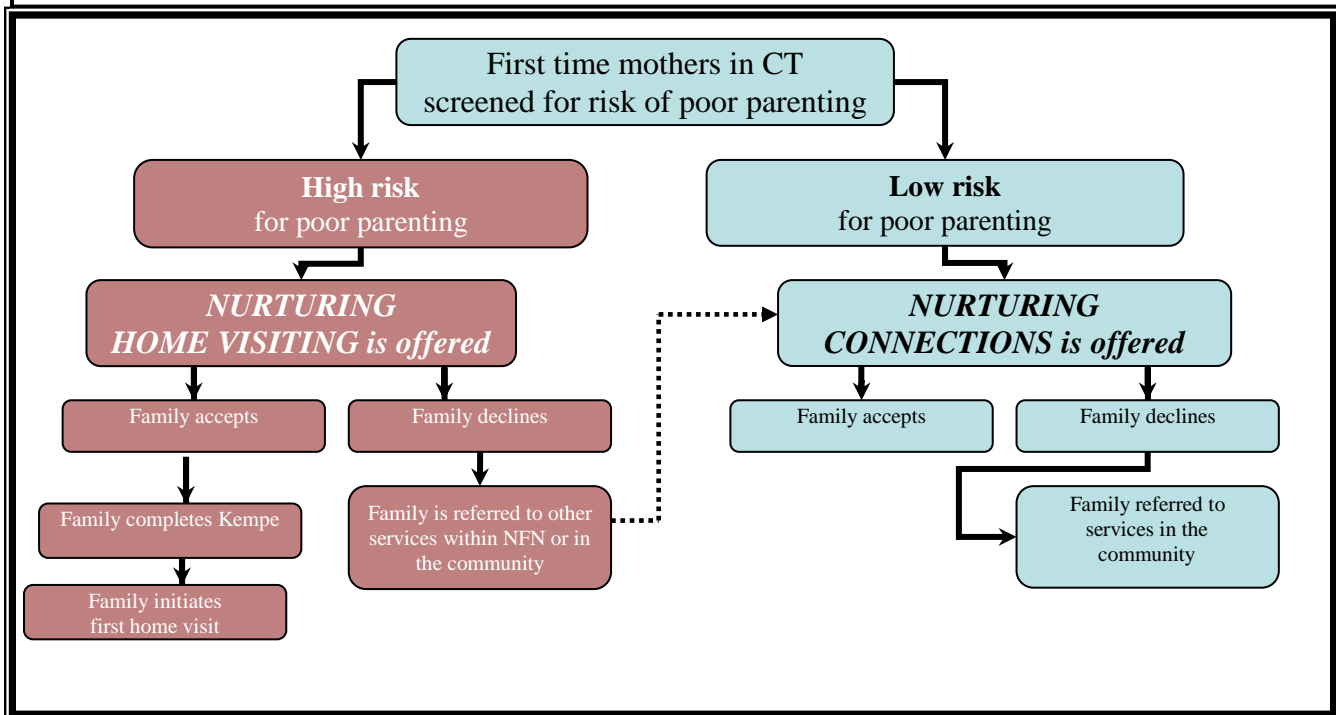 First time mothers in CT
screened for risk of poor parenting
High risk
for poor parenting
Low risk
for poor parenting
NURTURING
HOME VISITING is offered
NURTURING
CONNECTIONS is offered
Family accepts
Family declines
Family accepts
Family declines
Family completes Kempe
Family is referred to other
services within NFN or in
the community
Family referred to
services in the
community
Family initiates
first home visit